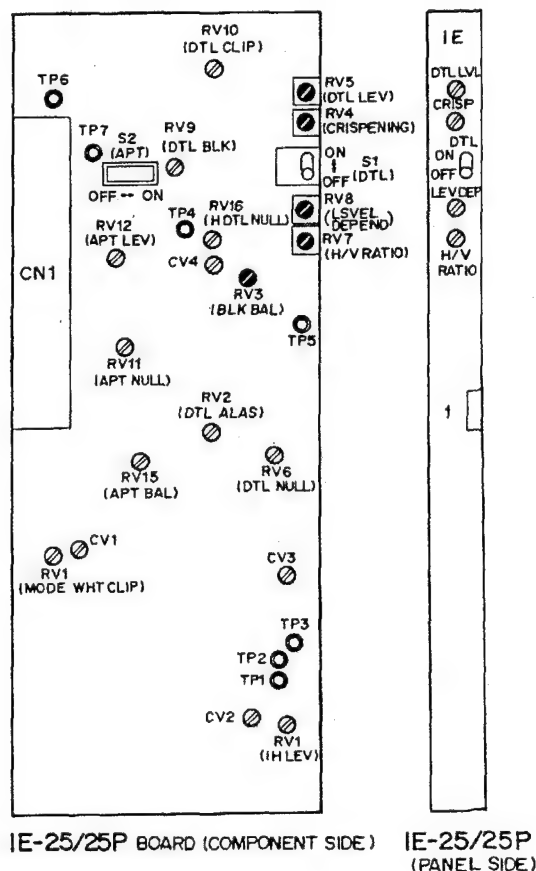 RV10
(DTL CLIP)
TP6
RV5
(DTL LEV)
RV4
(CRISPENING)
TP7
S2
(APT)
RV9
(DTL BLK)
ON
OFF
S1
(DTL)
OFF ↔ ON
RV8
(LSVEL
DEPEND)
TP4
RV16
(H DTL NULL)
RV7
(H/V RATIO)
RV12
(APT LEV)
CV4
CN1
RV3
(BLK BAL)
TP5
RV11
(APT NULL)
RV2
(DTL ALAS)
RV15
(APT BAL)
RV6
(DTL NULL)
CV1
RV1
(MODE WHT CLIP)
CV3
TP3
TP2
TP1
CV2
RV1
(IH LEV)
IE-25/25P BOARD (COMPONENT SIDE)
IE
DTL LVL
CRISP
DTL
ON
OFF
LEV DEP
H/V
RATIO
1
IE-25/25P
(PANEL SIDE)